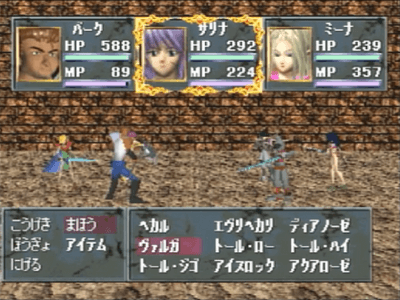 バーク サリナ ミーナ
HP 588 HP 292 HP 239
MP 89 MP 224 MP 357
こうげき まほう ヘカル エヴリヘカリ ディアノーゼ
ぼうぎょ アイテム ヴァルガ トール・ロー トール・ハイ
にげる トール・ジゴ アイスロック アクアローゼ